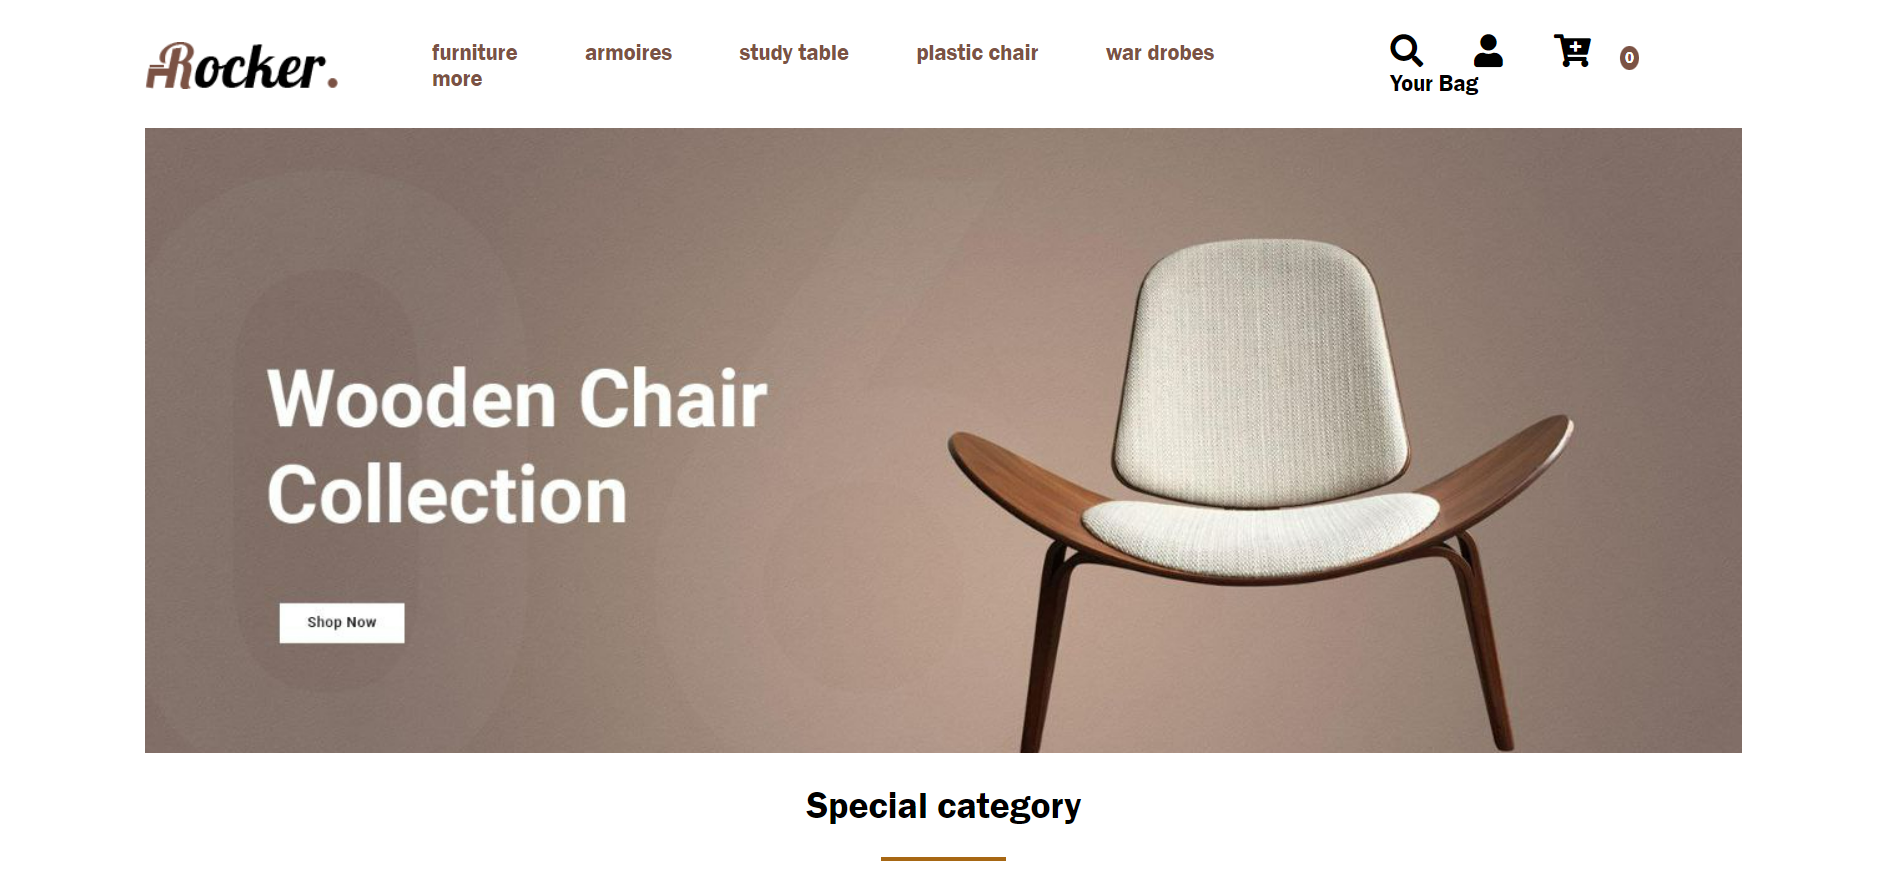 Rocker.
furniture armoires study table plastic chair war drobes
more
0
Your Bag
Wooden Chair
Collection
Shop Now
Special category